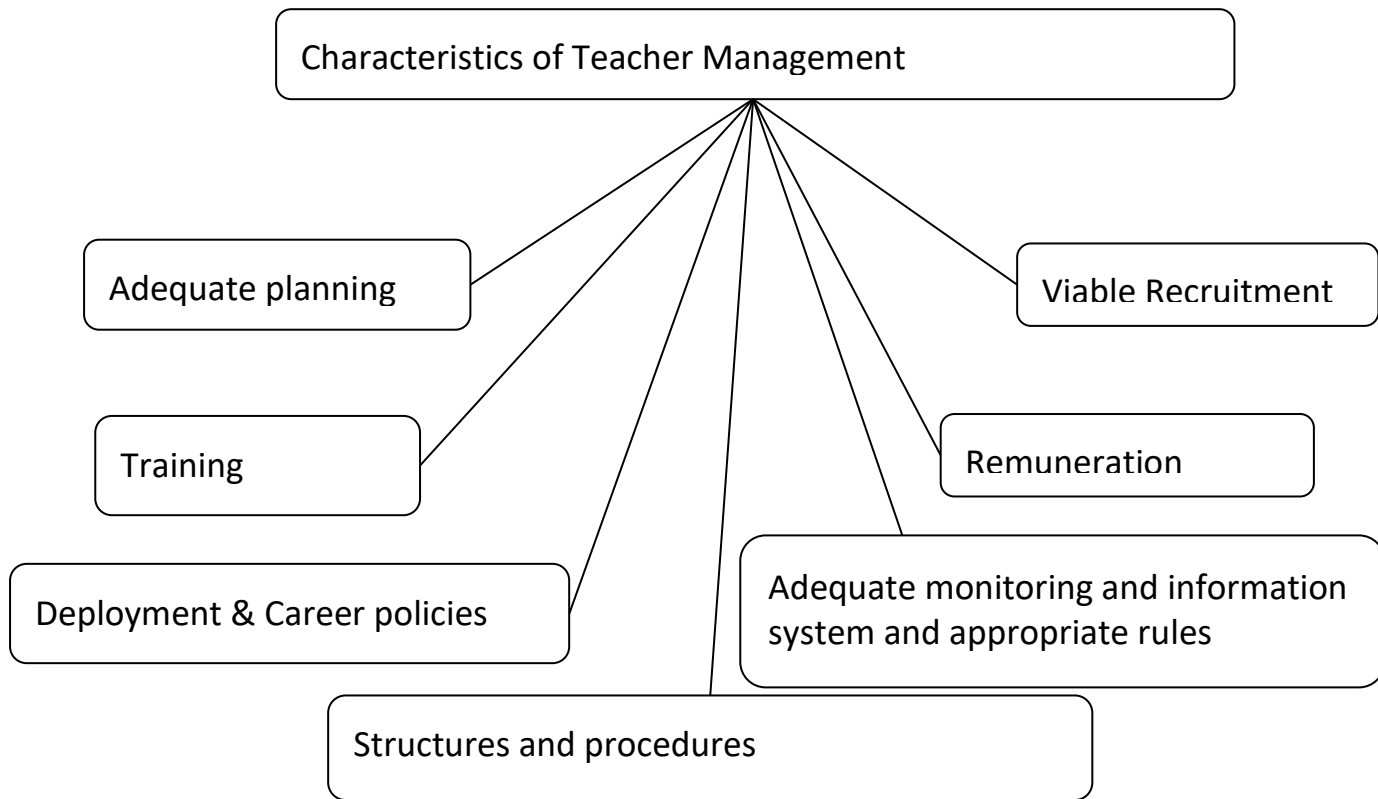 Characteristics of Teacher Management
Adequate planning
Viable Recruitment
Training
Remuneration
Deployment & Career policies
Adequate monitoring and information
system and appropriate rules
Structures and procedures